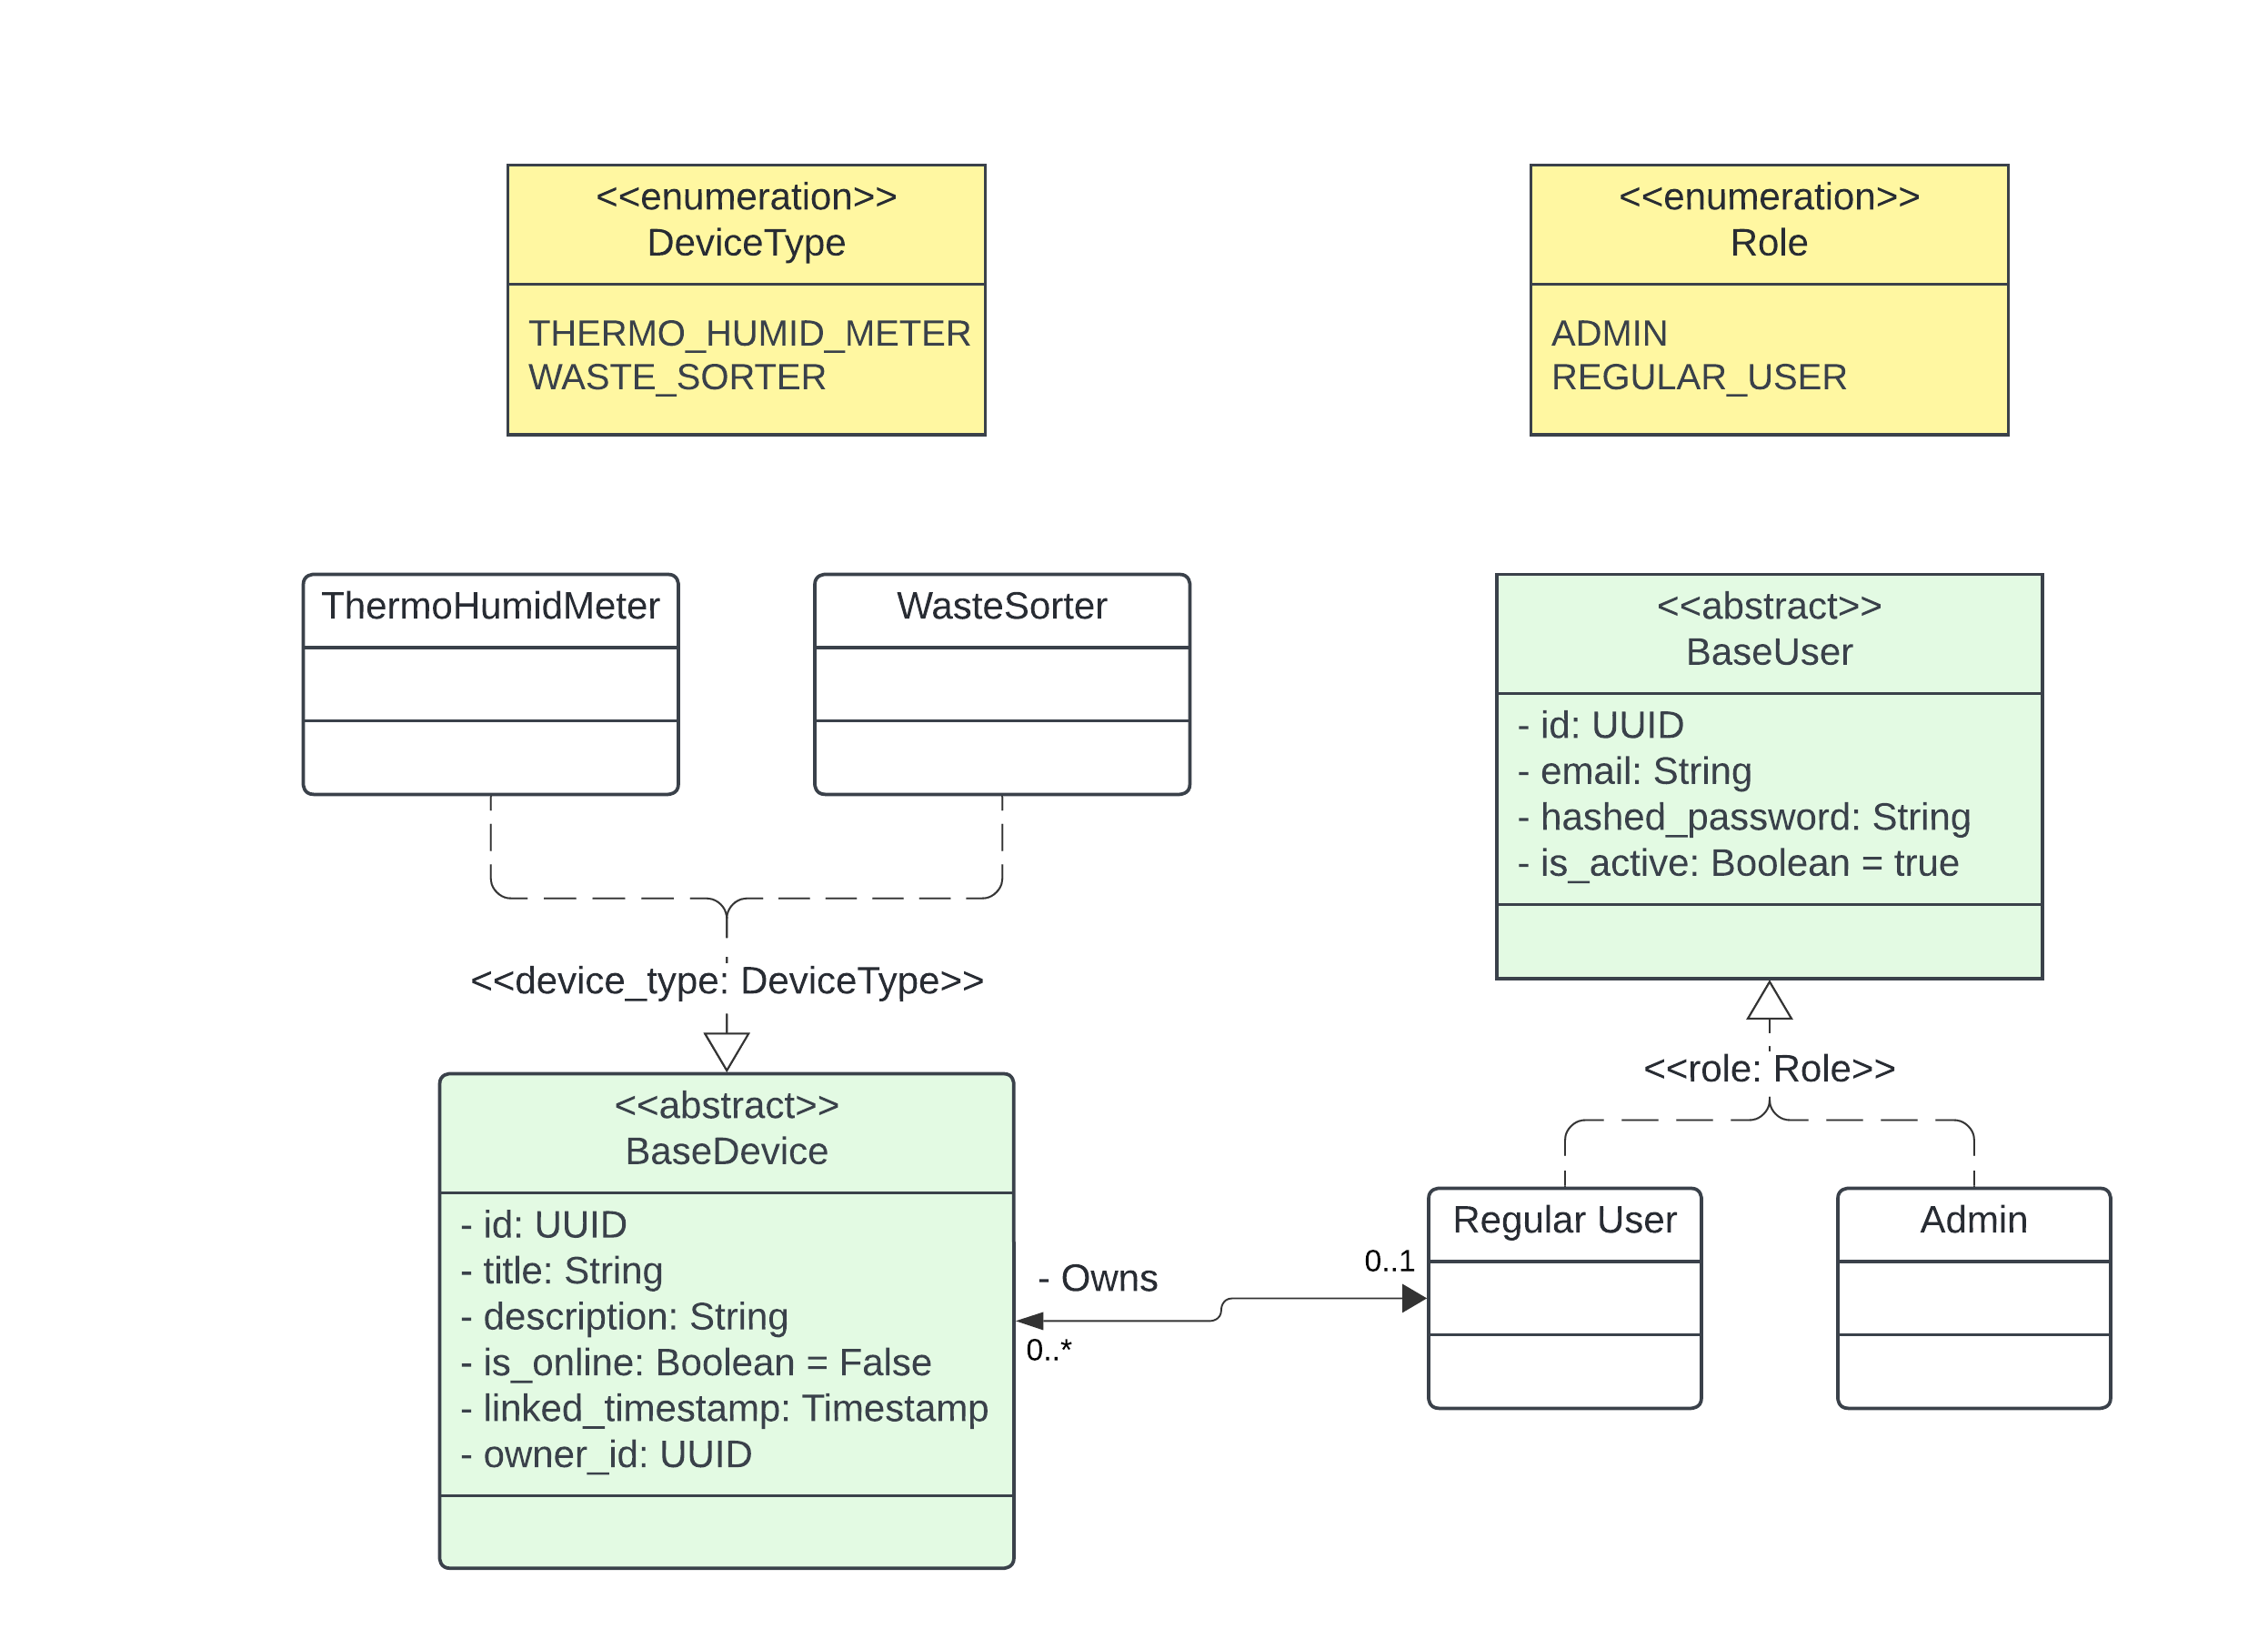 <<enumeration>>
DeviceType
THERMO_HUMID_METER
WASTE_SORTER
<<enumeration>>
Role
ADMIN
REGULAR_USER
ThermoHumidMeter
WasteSorter
<<abstract>>
BaseUser
- id: UUID
- email: String
- hashed_password: String
- is_active: Boolean = true
<<device_type: DeviceType>>
<<role: Role>>
<<abstract>>
BaseDevice
- id: UUID
- title: String
- description: String
- is_online: Boolean = False
- linked_timestamp: Timestamp
- owner_id: UUID
- Owns
0..*
0..1
Regular User
Admin